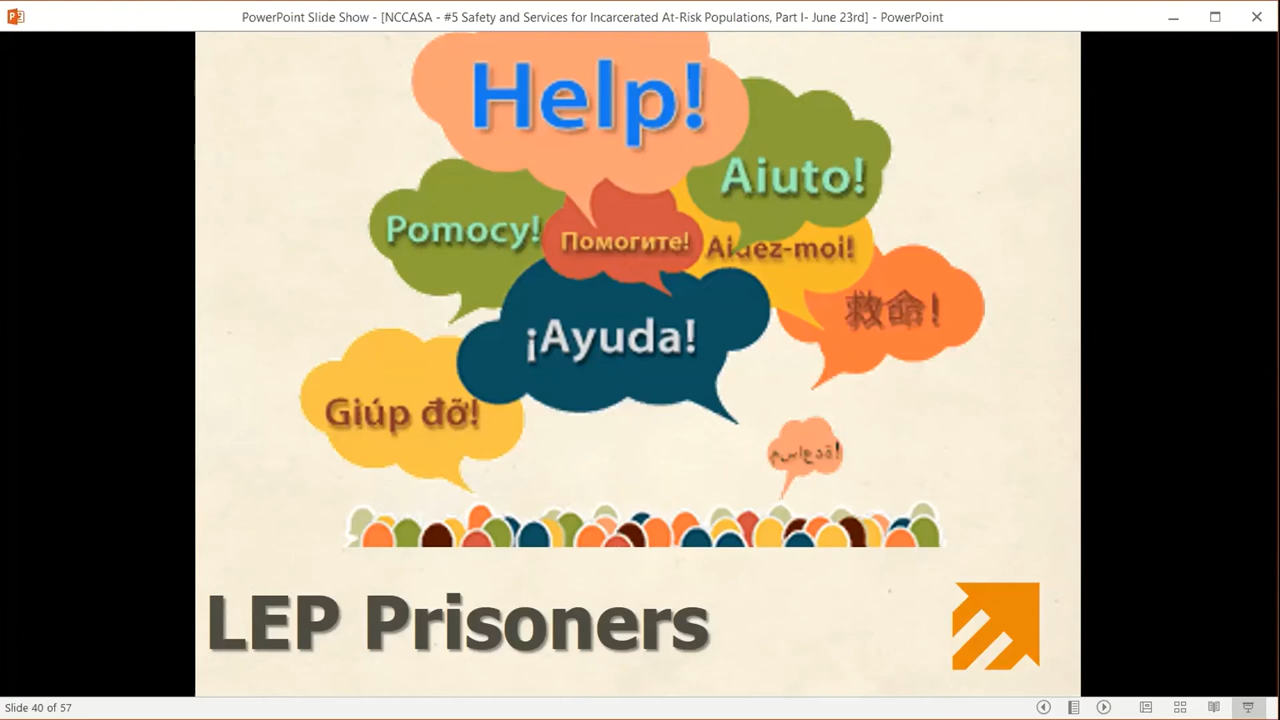 PowerPoint Slide Show - [NCCASA - #5 Safety and Services for Incarcerated At-Risk Populations, Part I- June 23rd] - PowerPoint
Help!
Aiuto!
Pomocy!
Помогите!
Aidez-moi!
救命!
¡Ayuda!
Giúp đỡ!
مساعدة!
LEP Prisoners
Slide 40 of 57